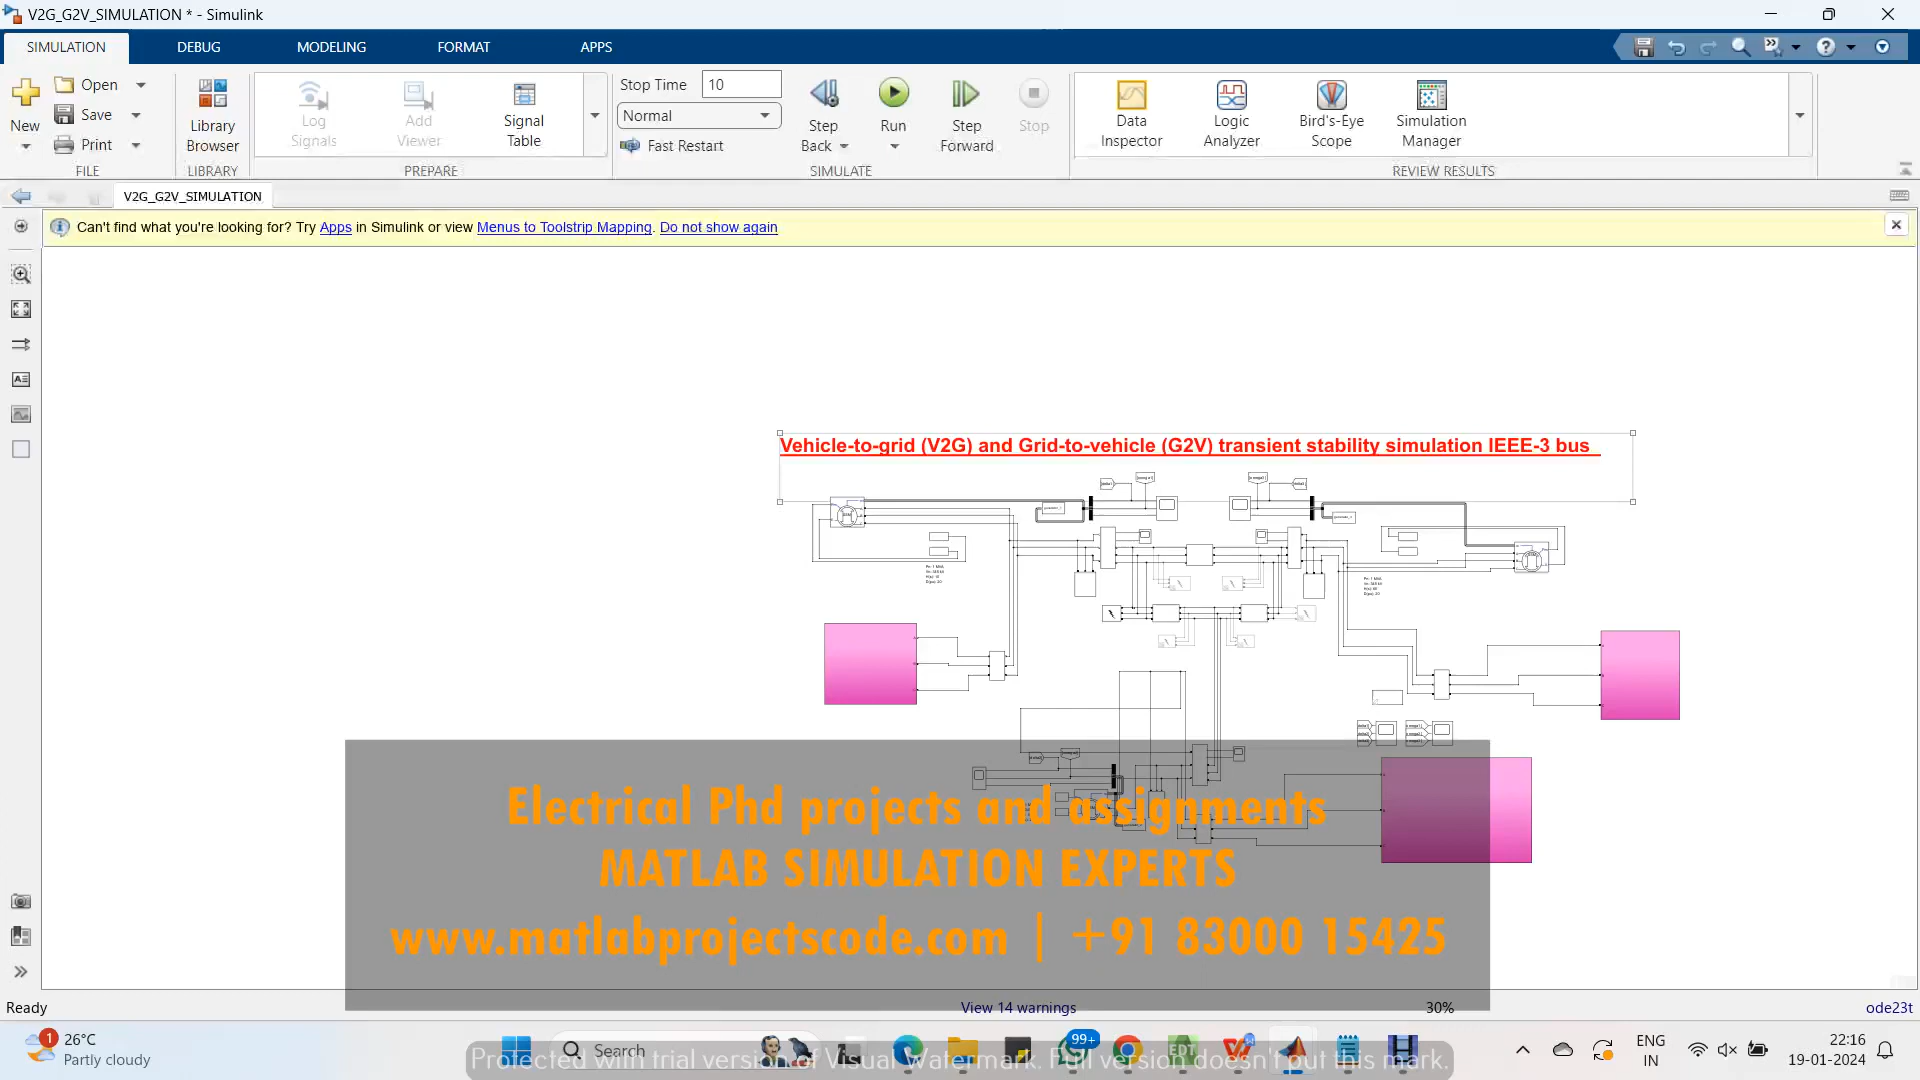 V2G_G2V_SIMULATION * - Simulink
SIMULATION
DEBUG
MODELING
FORMAT
APPS
New
Open
Save
Print
FILE
Library
Browser
LIBRARY
Log
Signals
Add
Viewer
Signal
Table
PREPARE
Stop Time
10
Normal
Fast Restart
Step
Back
Run
Step
Forward
Stop
SIMULATE
Data
Inspector
Logic
Analyzer
Bird's-Eye
Scope
Simulation
Manager
REVIEW RESULTS
V2G_G2V_SIMULATION
Can't find what you're looking for? Try Apps in Simulink or view Menus to Toolstrip Mapping. Do not show again
Vehicle-to-grid (V2G) and Grid-to-vehicle (G2V) transient stability simulation IEEE-3 bus
Electrical Phd projects and assignments
MATLAB SIMULATION EXPERTS
www.matlabprojectscode.com | +91 83000 15425
Ready
View 14 warnings
30%
ode23t
1
26°C
Partly cloudy
Search
99+
EDT
ENG
IN
22:16
19-01-2024
Protected with trial version of Visual Watermark. Full version doesn't put this mark.